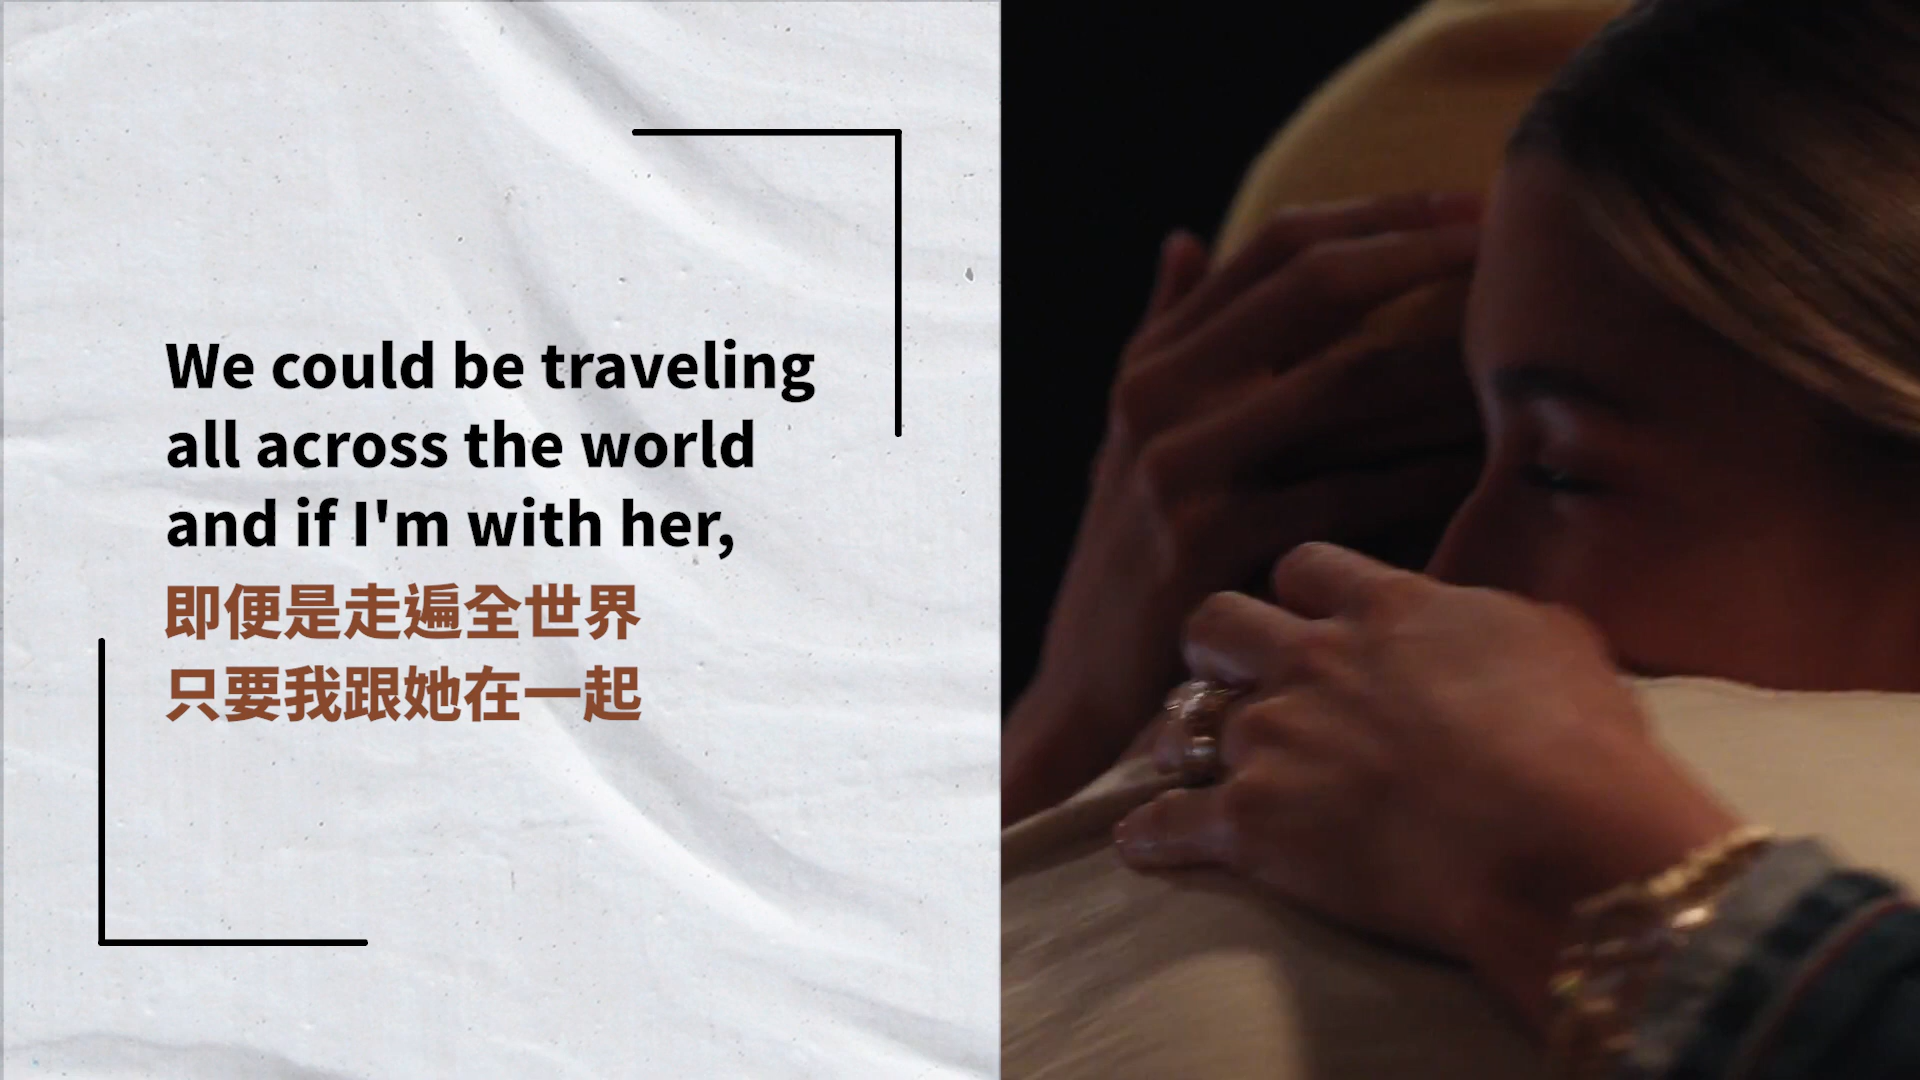 We could be traveling
all across the world
and if I'm with her,
即便是走遍全世界
只要我跟她在一起